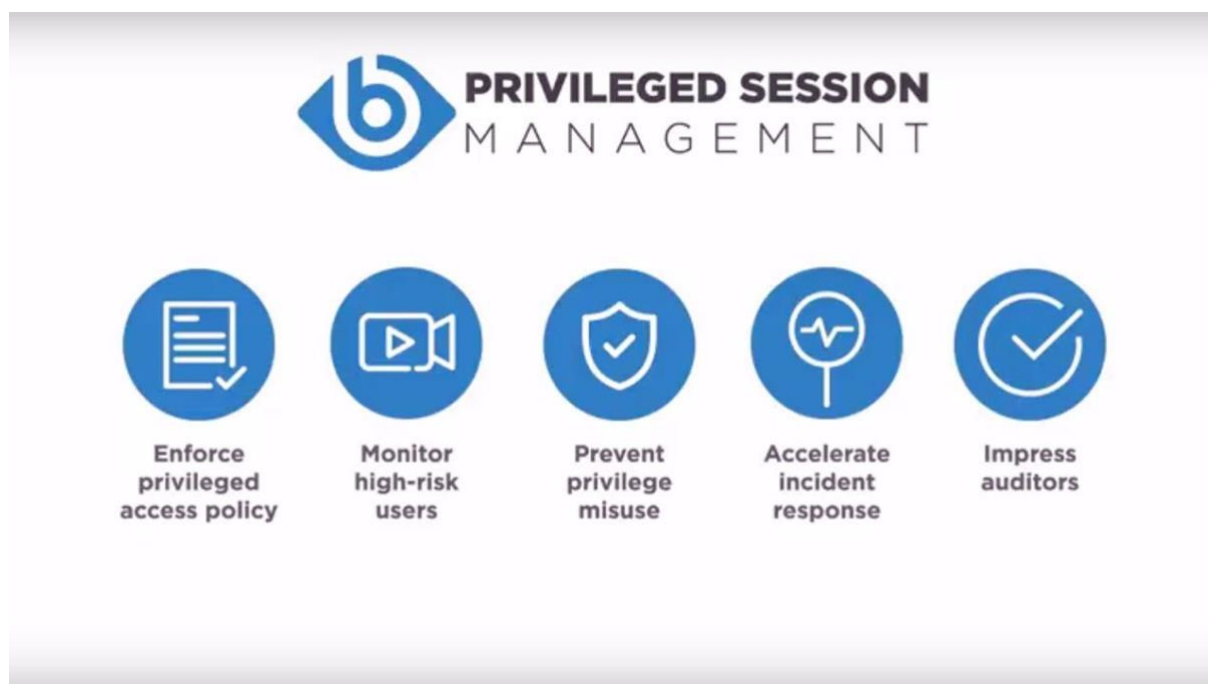 PRIVILEGED SESSION
MANAGEMENT
Enforce
privileged
access policy
Monitor
high-risk
users
Prevent
privilege
misuse
Accelerate
incident
response
Impress
auditors